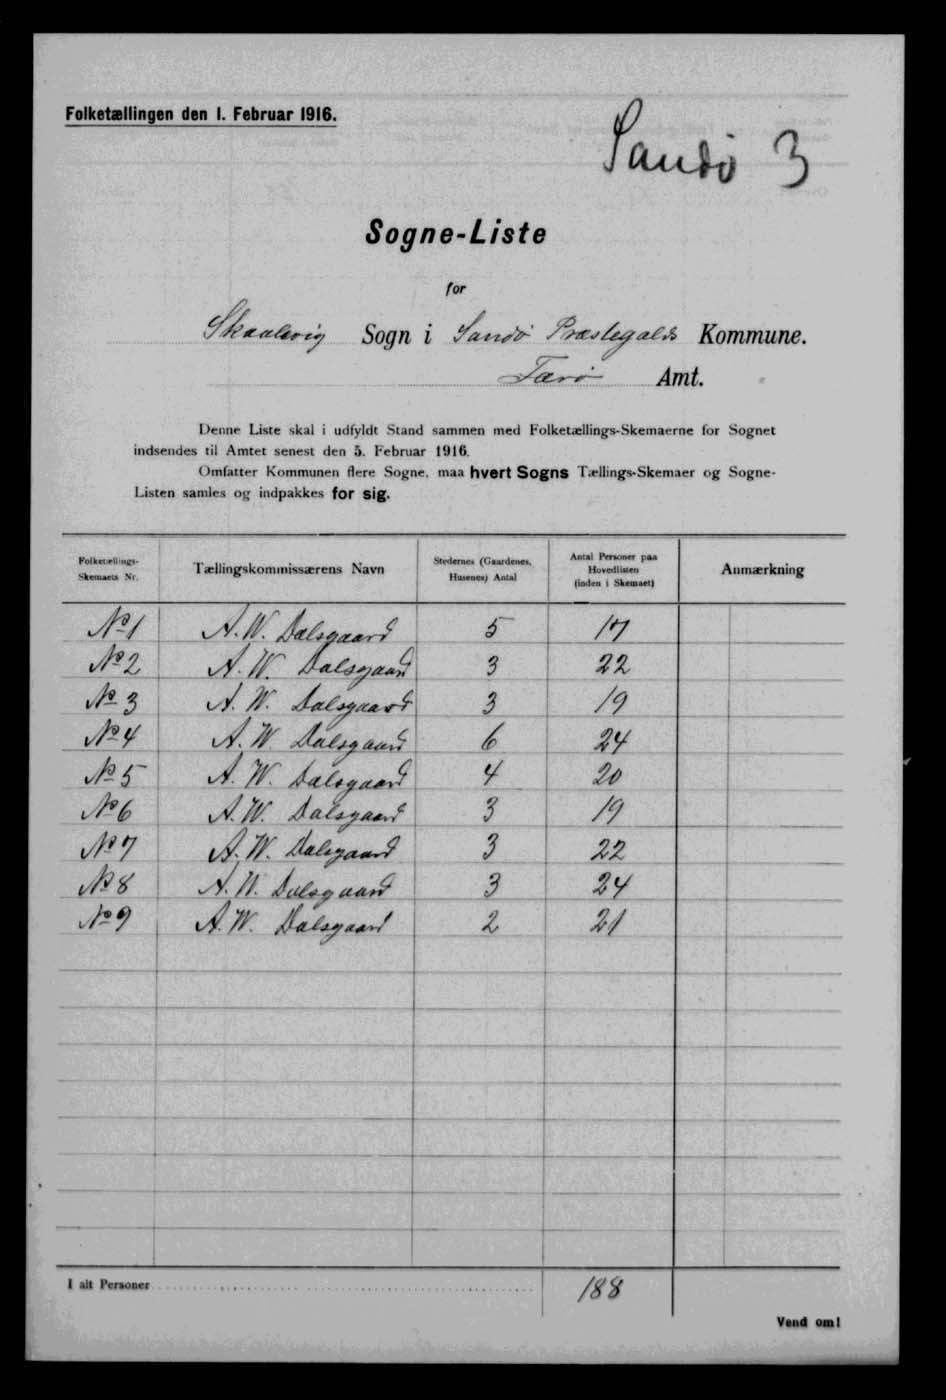 Folketællingen den 1. Februar 1916.
Sandø 3
Sogne-Liste
for
Skaalevig Sogn i Sandø Præstegælds Kommune.
Færø Amt.
Denne Liste skal i udfyldt Stand sammen med Folketællings-Skemaerne for Sognet
indsendes til Amtet senest den 5. Februar 1916.
Omfatter Kommunen flere Sogne, maa hvert Sogns Tællings-Skemaer og Sogne-
Listen samles og indpakkes for sig.
Folketællings-
Skemaets Nr.
Tællingskommissærens Navn
Stedernes (Gaardenes,
Husenes) Antal
Antal Personer paa
Hovedlisten
(inden i Skemaet)
Anmærkning
No 1 A. W. Dalsgaard 5 17
No 2 A. W. Dalsgaard 3 22
No 3 A. W. Dalsgaard 3 19
No 4 A. W. Dalsgaard 6 24
No 5 A. W. Dalsgaard 4 20
No 6 A. W. Dalsgaard 3 19
No 7 A. W. Dalsgaard 3 22
No 8 A. W. Dalsgaard 3 24
No 9 A. W. Dalsgaard 2 21
I alt Personer 188
Vend om!